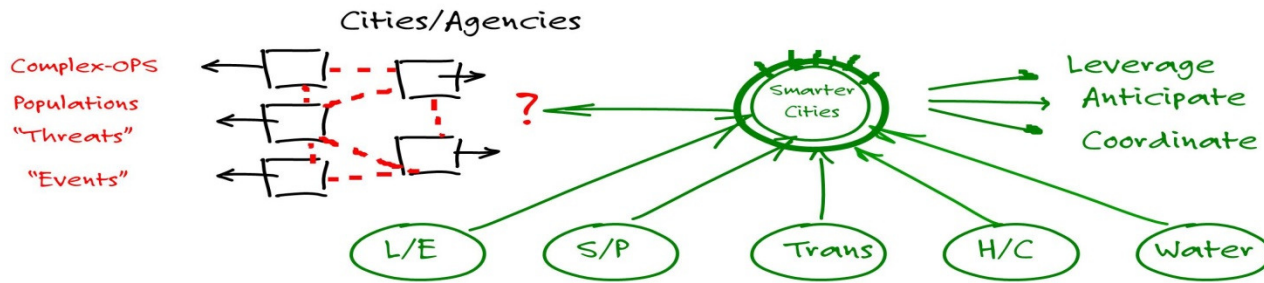 Cities/Agencies
Complex-OPS
Populations
"Threats"
"Events"
?
Smarter
Cities
Leverage
Anticipate
Coordinate
L/E
S/P
Trans
H/C
Water